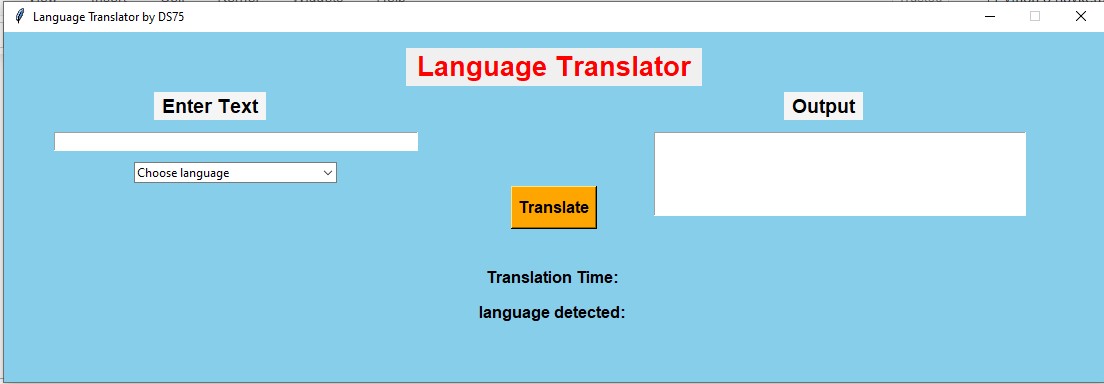 Language Translator by DS75
Language Translator
Enter Text
Output
Choose language
Translate
Translation Time:
language detected: